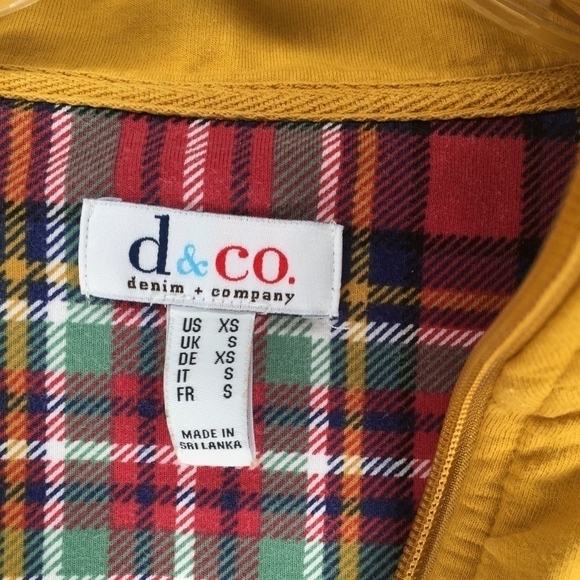 d&co.
denim + company
US XS
UK S
DE XS
IT S
FR S
MADE IN
SRI LANKA